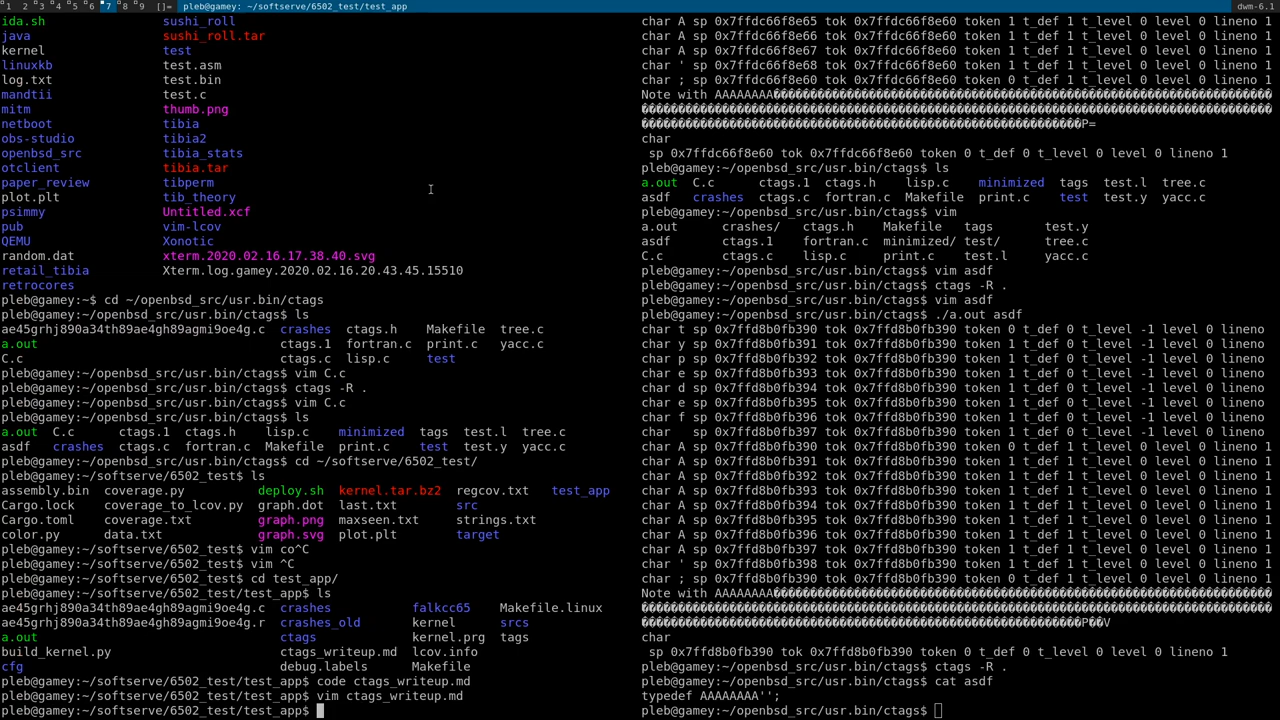 1 2 3 4 5 6 7 8 9 []= pleb@gamey: ~/softserve/6502_test/test_app dwm-6.1
ida.sh sushi_roll
java sushi_roll.tar
kernel test
linuxkb test.asm
log.txt test.bin
mandtii test.c
mitm thumb.png
netboot tibia
obs-studio tibia2
openbsd_src tibia_stats
otclient tibia.tar
paper_review tibperm
plot.plt tib_theory
psimmy Untitled.xcf
pub vim-lcov
QEMU Xonotic
random.dat xterm.2020.02.16.17.38.40.svg
retail_tibia Xterm.log.gamey.2020.02.16.20.43.45.15510
retrocores
pleb@gamey:~$ cd ~/openbsd_src/usr.bin/ctags
pleb@gamey:~/openbsd_src/usr.bin/ctags$ ls
ae45grhj890a34th89ae4gh89agmi9oe4g.c crashes ctags.h Makefile tree.c
a.out ctags.1 fortran.c print.c yacc.c
C.c ctags.c lisp.c test
pleb@gamey:~/openbsd_src/usr.bin/ctags$ vim C.c
pleb@gamey:~/openbsd_src/usr.bin/ctags$ ctags -R .
pleb@gamey:~/openbsd_src/usr.bin/ctags$ vim C.c
pleb@gamey:~/openbsd_src/usr.bin/ctags$ ls
a.out C.c ctags.1 ctags.h lisp.c minimized tags test.l tree.c
asdf crashes ctags.c fortran.c Makefile print.c test test.y yacc.c
pleb@gamey:~/openbsd_src/usr.bin/ctags$ cd ~/softserve/6502_test/
pleb@gamey:~/softserve/6502_test$ ls
assembly.bin coverage.py deploy.sh kernel.tar.bz2 regcov.txt test_app
Cargo.lock coverage_to_lcov.py graph.dot last.txt src
Cargo.toml coverage.txt graph.png maxseen.txt strings.txt
color.py data.txt graph.svg plot.plt target
pleb@gamey:~/softserve/6502_test$ vim co^C
pleb@gamey:~/softserve/6502_test$ vim ^C
pleb@gamey:~/softserve/6502_test$ cd test_app/
pleb@gamey:~/softserve/6502_test/test_app$ ls
ae45grhj890a34th89ae4gh89agmi9oe4g.c crashes falkcc65 Makefile.linux
ae45grhj890a34th89ae4gh89agmi9oe4g.r crashes_old kernel srcs
a.out ctags kernel.prg tags
build_kernel.py ctags_writeup.md lcov.info
cfg debug.labels Makefile
pleb@gamey:~/softserve/6502_test/test_app$ code ctags_writeup.md
pleb@gamey:~/softserve/6502_test/test_app$ vim ctags_writeup.md
pleb@gamey:~/softserve/6502_test/test_app$
char A sp 0x7ffdc66f8e65 tok 0x7ffdc66f8e60 token 1 t_def 1 t_level 0 level 0 lineno 1
char A sp 0x7ffdc66f8e66 tok 0x7ffdc66f8e60 token 1 t_def 1 t_level 0 level 0 lineno 1
char A sp 0x7ffdc66f8e67 tok 0x7ffdc66f8e60 token 1 t_def 1 t_level 0 level 0 lineno 1
char ' sp 0x7ffdc66f8e68 tok 0x7ffdc66f8e60 token 1 t_def 1 t_level 0 level 0 lineno 1
char ; sp 0x7ffdc66f8e60 tok 0x7ffdc66f8e60 token 0 t_def 1 t_level 0 level 0 lineno 1
Note with AAAAAAAA
P=
char
sp 0x7ffdc66f8e60 tok 0x7ffdc66f8e60 token 0 t_def 0 t_level 0 level 0 lineno 1
pleb@gamey:~/openbsd_src/usr.bin/ctags$ ls
a.out C.c ctags.1 ctags.h lisp.c minimized tags test.l tree.c
asdf crashes ctags.c fortran.c Makefile print.c test test.y yacc.c
pleb@gamey:~/openbsd_src/usr.bin/ctags$ vim
a.out crashes/ ctags.h Makefile tags test.y
asdf ctags.1 fortran.c minimized/ test/ tree.c
C.c ctags.c lisp.c print.c test.l yacc.c
pleb@gamey:~/openbsd_src/usr.bin/ctags$ vim asdf
pleb@gamey:~/openbsd_src/usr.bin/ctags$ ctags -R .
pleb@gamey:~/openbsd_src/usr.bin/ctags$ vim asdf
pleb@gamey:~/openbsd_src/usr.bin/ctags$ ./a.out asdf
char t sp 0x7ffd8b0fb390 tok 0x7ffd8b0fb390 token 1 t_def 0 t_level -1 level 0 lineno
char y sp 0x7ffd8b0fb391 tok 0x7ffd8b0fb390 token 1 t_def 0 t_level -1 level 0 lineno
char p sp 0x7ffd8b0fb392 tok 0x7ffd8b0fb390 token 1 t_def 0 t_level -1 level 0 lineno
char e sp 0x7ffd8b0fb393 tok 0x7ffd8b0fb390 token 1 t_def 0 t_level -1 level 0 lineno
char d sp 0x7ffd8b0fb394 tok 0x7ffd8b0fb390 token 1 t_def 0 t_level -1 level 0 lineno
char e sp 0x7ffd8b0fb395 tok 0x7ffd8b0fb390 token 1 t_def 0 t_level -1 level 0 lineno
char f sp 0x7ffd8b0fb396 tok 0x7ffd8b0fb390 token 1 t_def 0 t_level -1 level 0 lineno
char sp 0x7ffd8b0fb397 tok 0x7ffd8b0fb390 token 1 t_def 0 t_level -1 level 0 lineno
char A sp 0x7ffd8b0fb390 tok 0x7ffd8b0fb390 token 0 t_def 1 t_level 0 level 0 lineno 1
char A sp 0x7ffd8b0fb391 tok 0x7ffd8b0fb390 token 1 t_def 1 t_level 0 level 0 lineno 1
char A sp 0x7ffd8b0fb392 tok 0x7ffd8b0fb390 token 1 t_def 1 t_level 0 level 0 lineno 1
char A sp 0x7ffd8b0fb393 tok 0x7ffd8b0fb390 token 1 t_def 1 t_level 0 level 0 lineno 1
char A sp 0x7ffd8b0fb394 tok 0x7ffd8b0fb390 token 1 t_def 1 t_level 0 level 0 lineno 1
char A sp 0x7ffd8b0fb395 tok 0x7ffd8b0fb390 token 1 t_def 1 t_level 0 level 0 lineno 1
char A sp 0x7ffd8b0fb396 tok 0x7ffd8b0fb390 token 1 t_def 1 t_level 0 level 0 lineno 1
char A sp 0x7ffd8b0fb397 tok 0x7ffd8b0fb390 token 1 t_def 1 t_level 0 level 0 lineno 1
char ' sp 0x7ffd8b0fb398 tok 0x7ffd8b0fb390 token 1 t_def 1 t_level 0 level 0 lineno 1
char ; sp 0x7ffd8b0fb390 tok 0x7ffd8b0fb390 token 0 t_def 1 t_level 0 level 0 lineno 1
Note with AAAAAAAA
P��V
char
sp 0x7ffd8b0fb390 tok 0x7ffd8b0fb390 token 0 t_def 0 t_level 0 level 0 lineno 1
pleb@gamey:~/openbsd_src/usr.bin/ctags$ ctags -R .
pleb@gamey:~/openbsd_src/usr.bin/ctags$ cat asdf
typedef AAAAAAAA'';
pleb@gamey:~/openbsd_src/usr.bin/ctags$